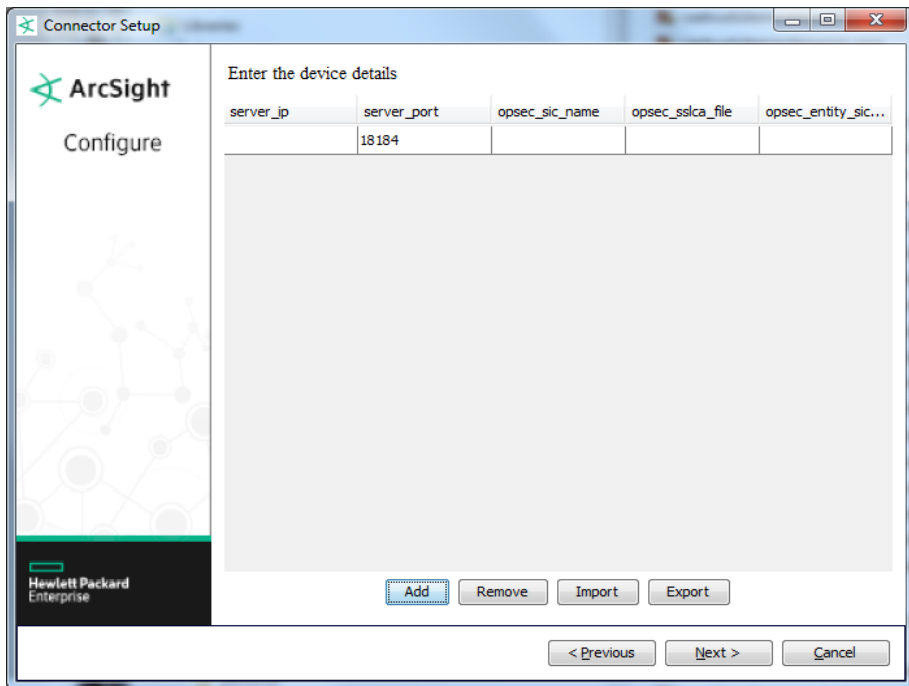 Connector Setup
ArcSight
Configure
Enter the device details
server_ip server_port opsec_sic_name opsec_sslca_file opsec_entity_sic...
18184
Hewlett Packard
Enterprise
Add Remove Import Export
< Previous Next > Cancel